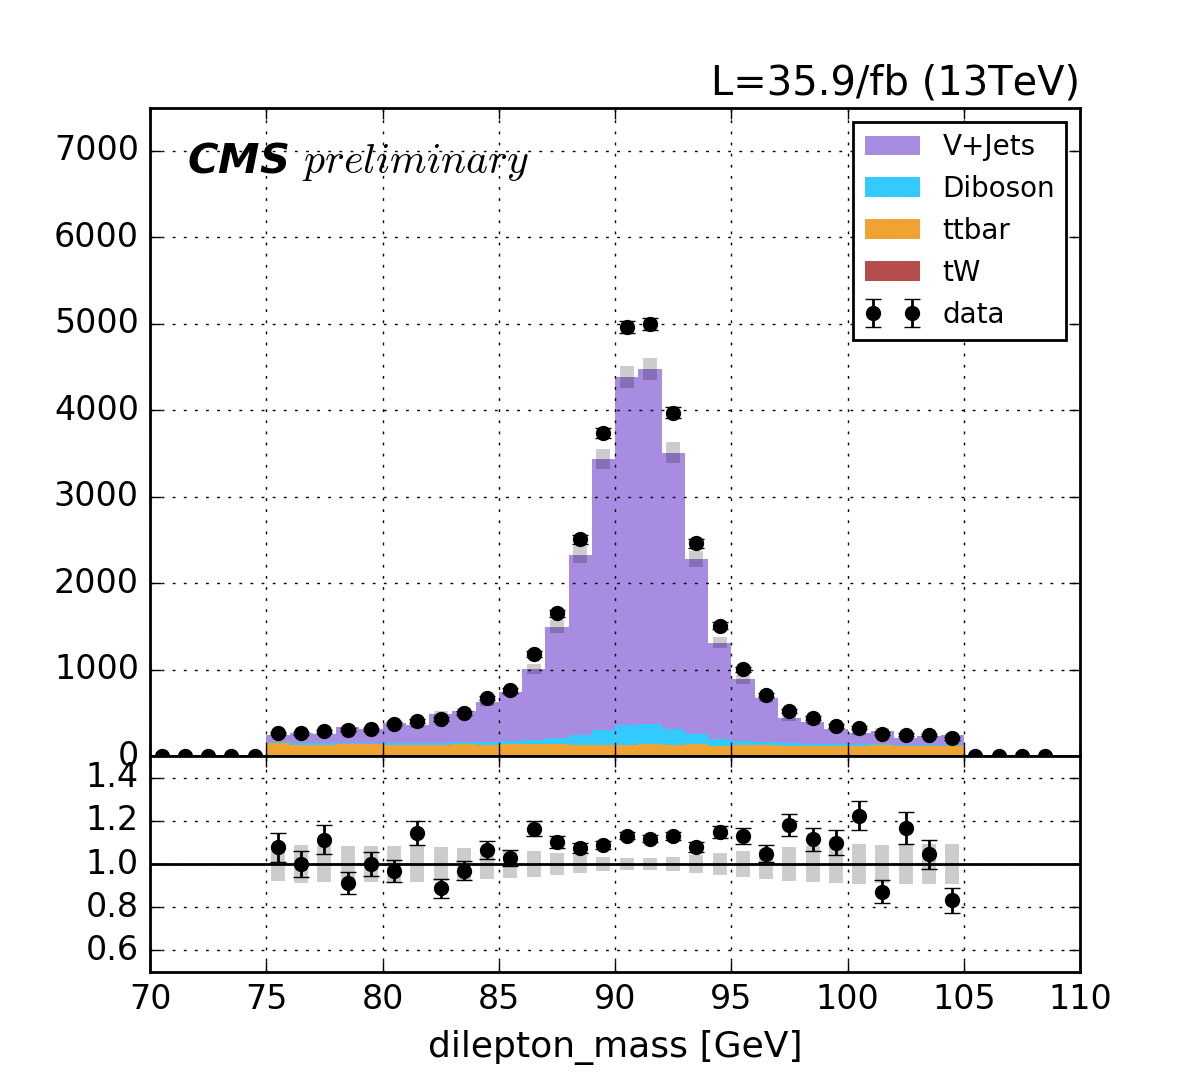 L=35.9/fb (13TeV)
CMS preliminary
V+Jets
Diboson
ttbar
tW
data
7000
6000
5000
4000
3000
2000
1000
0
1.4
1.2
1.0
0.8
0.6
70 75 80 85 90 95 100 105 110
dilepton_mass [GeV]